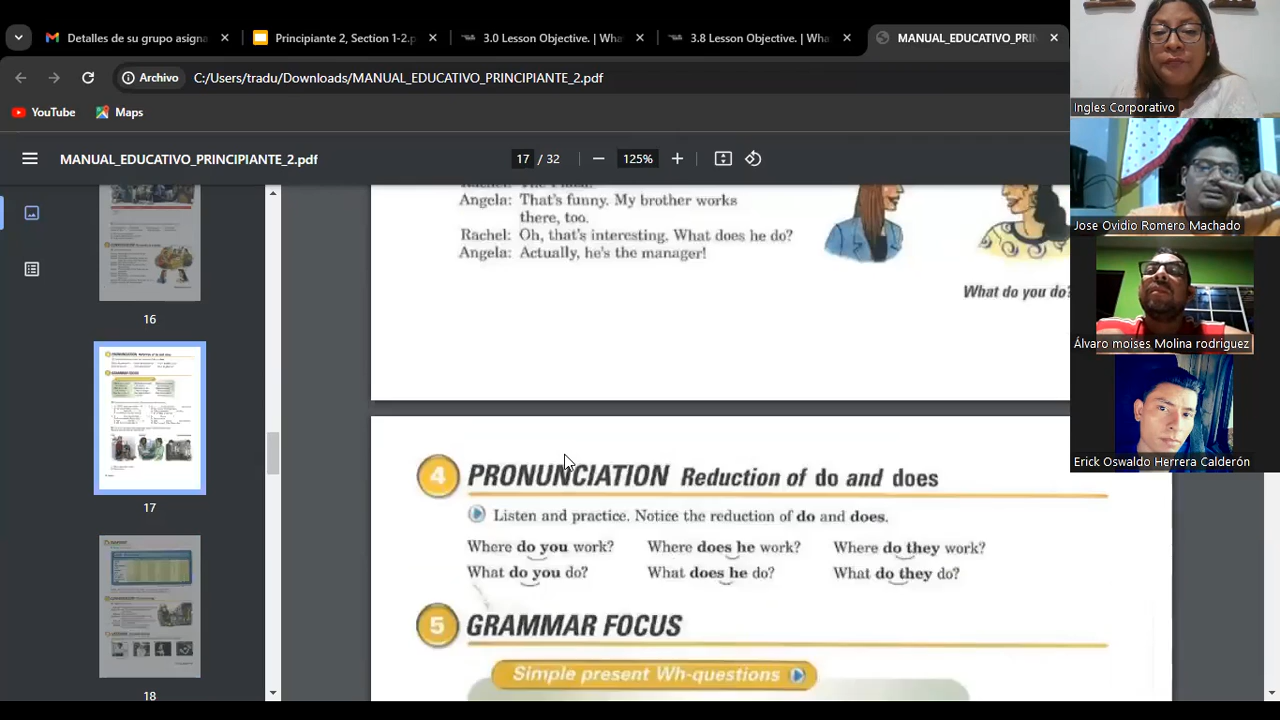 Detalles de su grupo asigna
Principiante 2, Section 1-2.p
3.0 Lesson Objective. | Wha
3.8 Lesson Objective. | Wha
MANUAL_EDUCATIVO_PRIN
Archivo
C:/Users/tradu/Downloads/MANUAL_EDUCATIVO_PRINCIPIANTE_2.pdf
YouTube
Maps
MANUAL_EDUCATIVO_PRINCIPIANTE_2.pdf
17 / 32
125%
16
17
18
Angela: That's funny. My brother works
there, too.
Rachel: Oh, that's interesting. What does he do?
Angela: Actually, he's the manager!
What do you do?
4 PRONUNCIATION Reduction of do and does
Listen and practice. Notice the reduction of do and does.
Where do you work? Where does he work? Where do they work?
What do you do? What does he do? What do they do?
5 GRAMMAR FOCUS
Simple present Wh-questions
Ingles Corporativo
Jose Ovidio Romero Machado
Álvaro moises Molina rodriguez
Erick Oswaldo Herrera Calderón